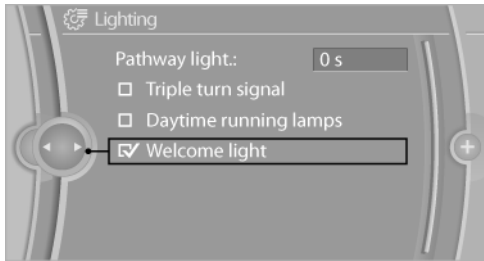 Lighting
Pathway light.: 0 s
Triple turn signal
Daytime running lamps
Welcome light